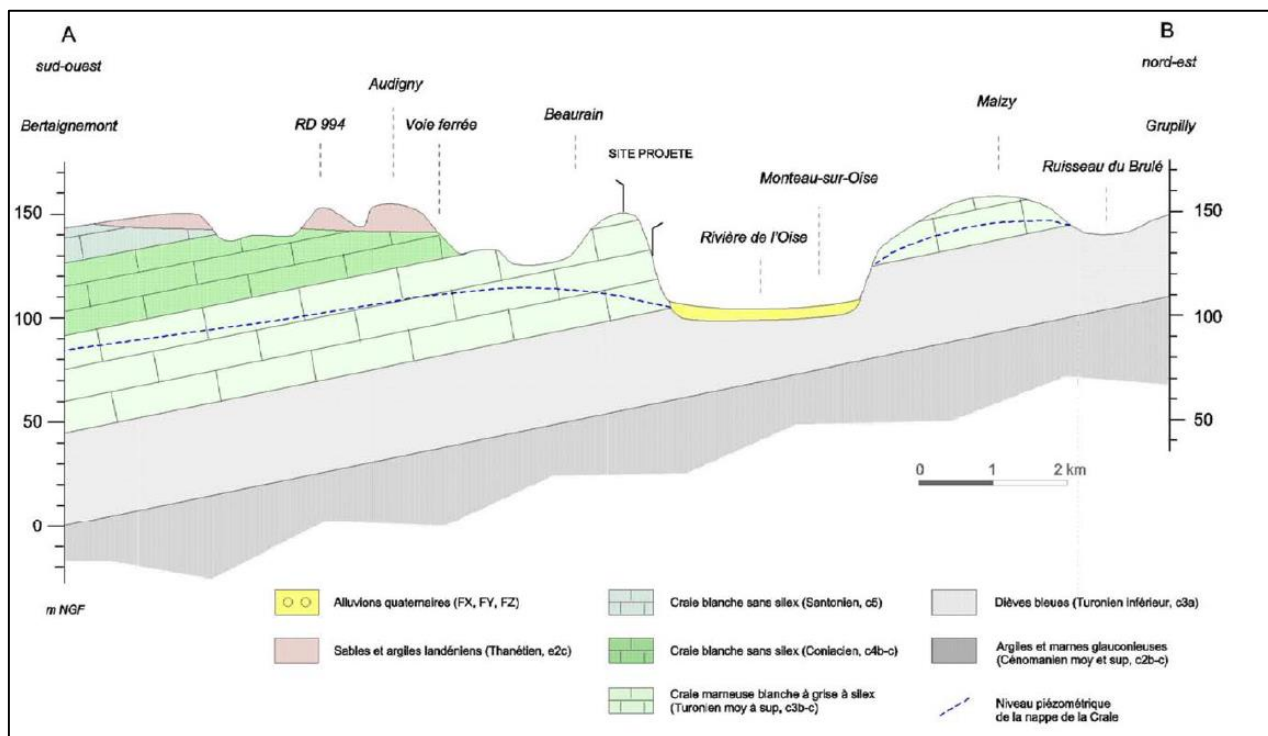 A
B
sud-ouest
nord-est
Audigny
Maizy
Bertaignemont
RD 994
Voie ferrée
Beaurain
Grupilly
SITE PROJETE
Ruisseau du Brulé
Monteau-sur-Oise
Rivière de l'Oise
150
150
100
100
50
50
0
0 1 2 km
m NGF
Alluvions quaternaires (FX, FY, FZ)
Craie blanche sans silex (Santonien, c5)
Dièves bleues (Turonien inférieur, c3a)
Sables et argiles landéniens (Thanétien, e2c)
Craie blanche sans silex (Coniacien, c4b-c)
Argiles et marnes glauconieuses
(Cénomanien moy et sup, c2b-c)
Craie marneuse blanche à grise à silex
(Turonien moy à sup, c3b-c)
Niveau piézométrique
de la nappe de la Craie